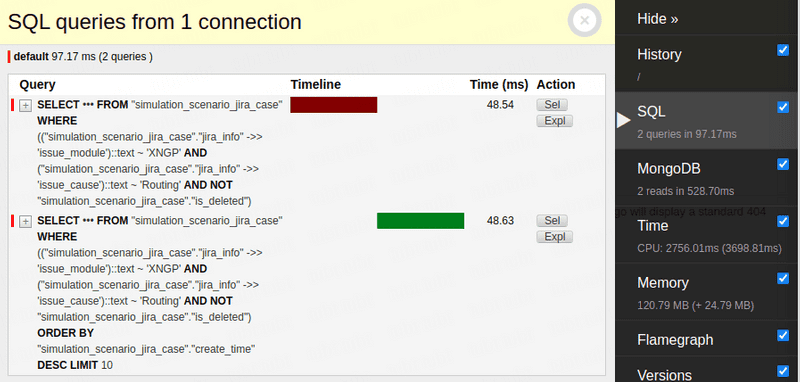 SQL queries from 1 connection
default 97.17 ms (2 queries )
Query Timeline Time (ms) Action
+ SELECT ••• FROM "simulation_scenario_jira_case" 48.54 Sel
WHERE Expl
(("simulation_scenario_jira_case"."jira_info" ->>
'issue_module')::text ~ 'XNGP' AND
("simulation_scenario_jira_case"."jira_info" ->>
'issue_cause')::text ~ 'Routing' AND NOT
"simulation_scenario_jira_case"."is_deleted")
+ SELECT ••• FROM "simulation_scenario_jira_case" 48.63 Sel
WHERE Expl
(("simulation_scenario_jira_case"."jira_info" ->>
'issue_module')::text ~ 'XNGP' AND
("simulation_scenario_jira_case"."jira_info" ->>
'issue_cause')::text ~ 'Routing' AND NOT
"simulation_scenario_jira_case"."is_deleted")
ORDER BY
"simulation_scenario_jira_case"."create_time"
DESC LIMIT 10
Hide »
History
/
SQL
2 queries in 97.17ms
MongoDB
2 reads in 528.70ms
go will display a standard 404
Time
CPU: 2756.01ms (3698.81ms)
Memory
120.79 MB (+ 24.79 MB)
Flamegraph
Versions